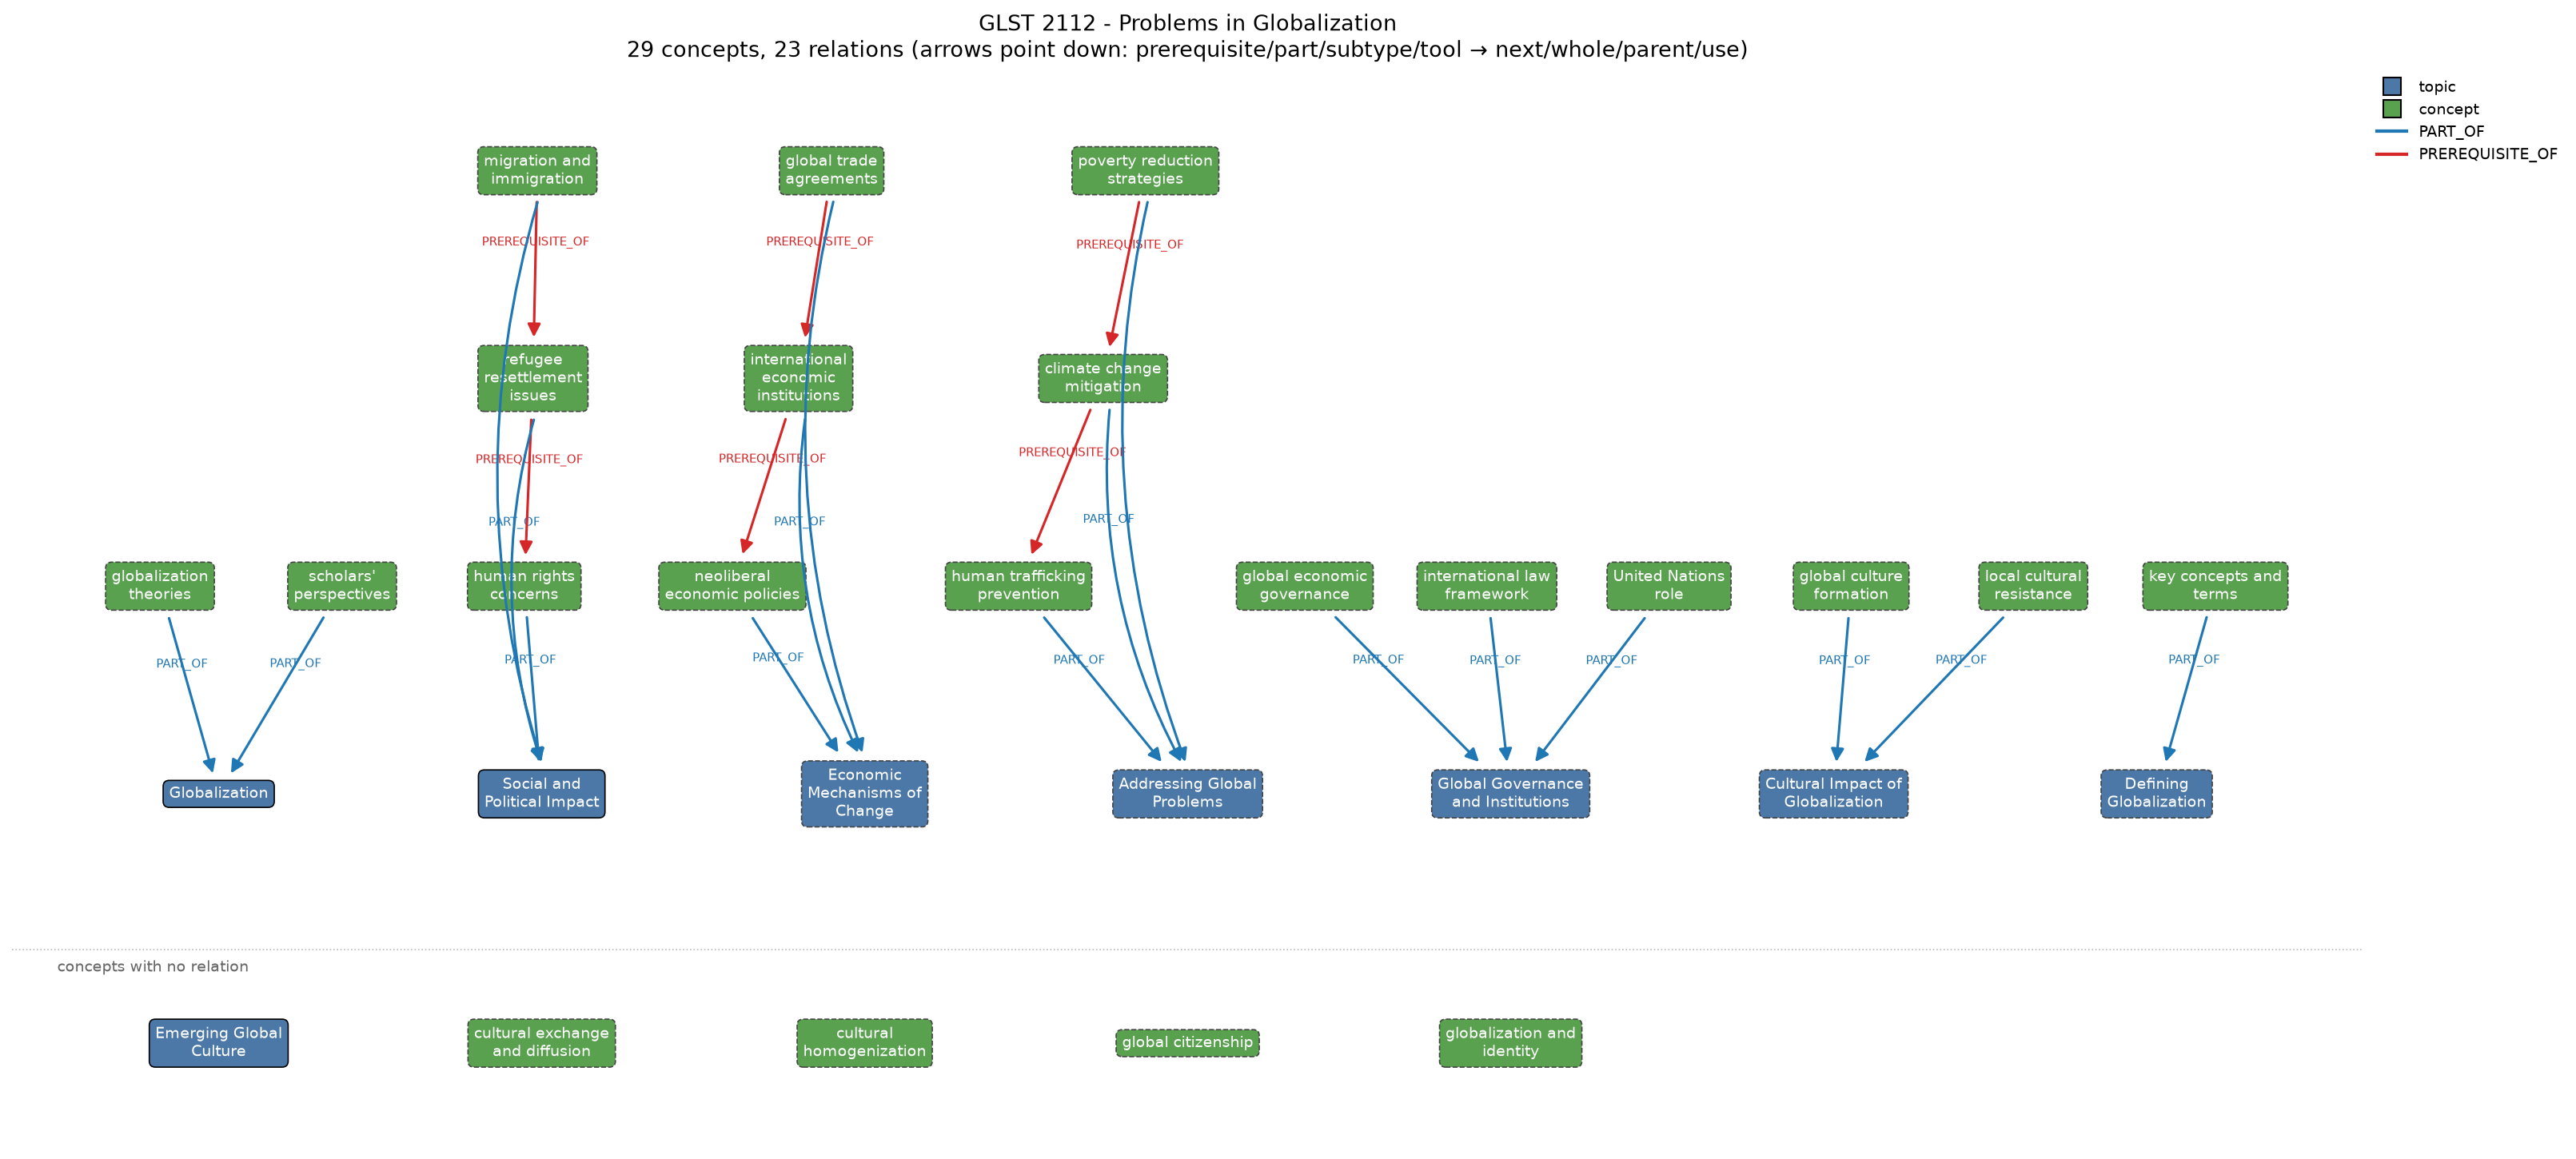 GLST 2112 - Problems in Globalization
29 concepts, 23 relations (arrows point down: prerequisite/part/subtype/tool → next/whole/parent/use)
topic
concept
PART_OF
PREREQUISITE_OF
migration and
immigration
global trade
agreements
poverty reduction
strategies
PREREQUISITE_OF
PREREQUISITE_OF
PREREQUISITE_OF
refugee
resettlement
issues
international
economic
institutions
climate change
mitigation
PREREQUISITE_OF
PREREQUISITE_OF
PREREQUISITE_OF
PART_OF
PART_OF
PART_OF
globalization
theories
scholars'
perspectives
human rights
concerns
neoliberal
economic policies
human trafficking
prevention
global economic
governance
international law
framework
United Nations
role
global culture
formation
local cultural
resistance
key concepts and
terms
PART_OF
PART_OF
PART_OF
PART_OF
PART_OF
PART_OF
PART_OF
PART_OF
PART_OF
PART_OF
PART_OF
Globalization
Social and
Political Impact
Economic
Mechanisms of
Change
Addressing Global
Problems
Global Governance
and Institutions
Cultural Impact of
Globalization
Defining
Globalization
concepts with no relation
Emerging Global
Culture
cultural exchange
and diffusion
cultural
homogenization
global citizenship
globalization and
identity